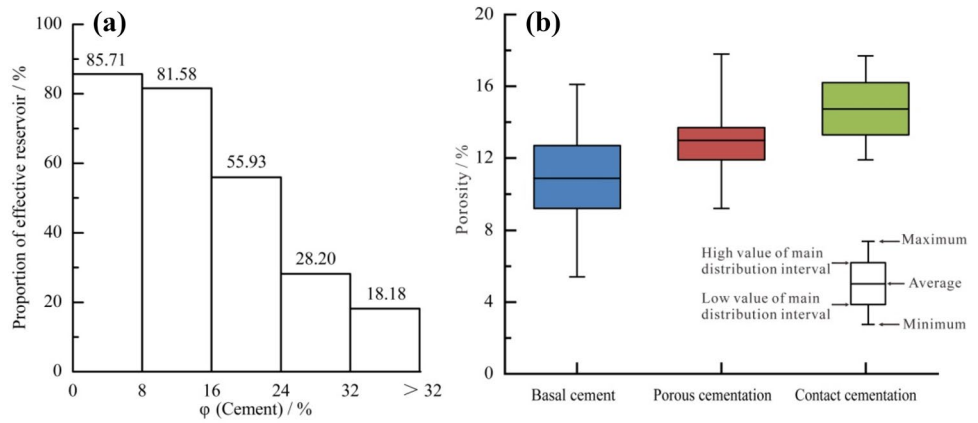 (a)
Proportion of effective reservoir / %
100
80
60
40
20
0
85.71
81.58
55.93
28.20
18.18
0
8
16
24
32
> 32
φ (Cement) / %
(b)
Porosity / %
20
16
12
8
4
0
High value of main
distribution interval
Low value of main
distribution interval
Maximum
Average
Minimum
Basal cement
Porous cementation
Contact cementation